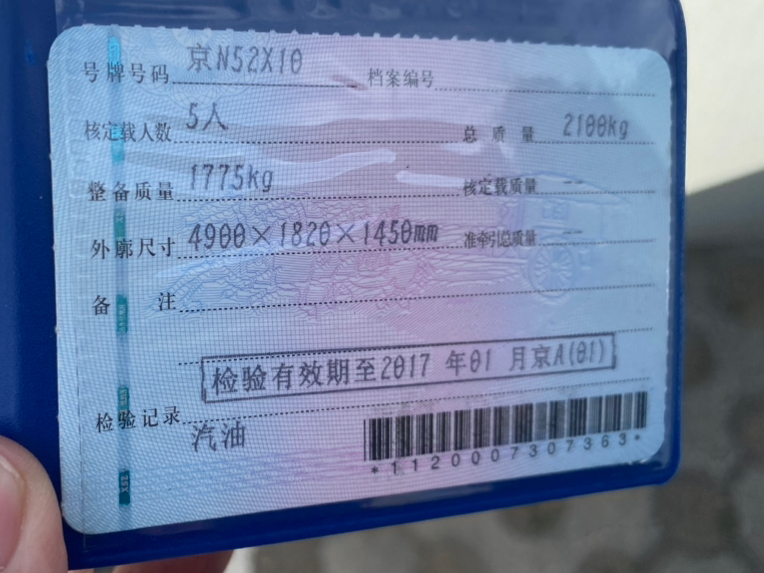 号牌号码 京N52X10 档案编号
核定载人数 5人 总质量 2100kg
整备质量 1775kg 核定载质量 --
外廓尺寸 4900×1820×1450mm 准牵引总质量 --
备注
检验有效期至2017 年01 月京A(01)
检验记录
汽油
*1120007307363*